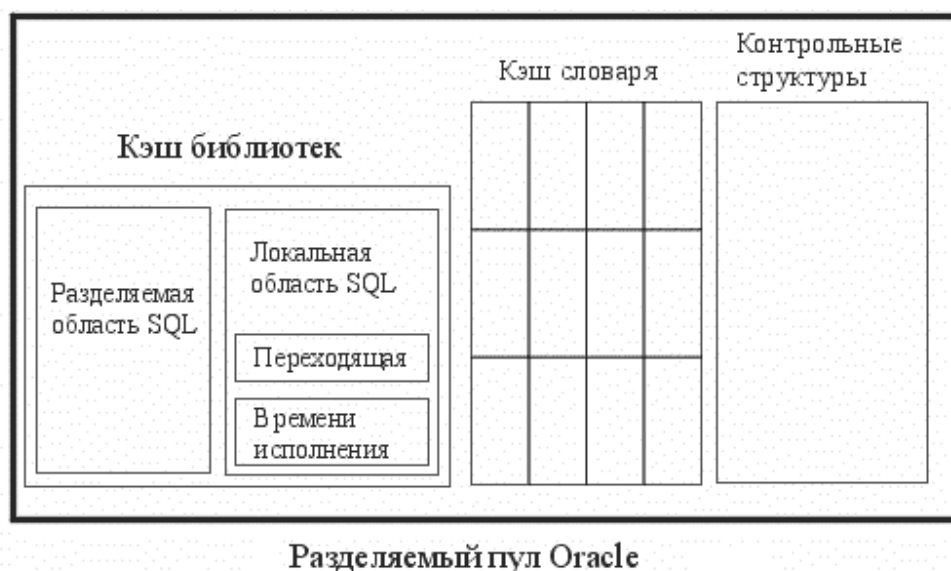 Контрольные
структуры
Кэш словаря
Кэш библиотек
Разделяемая
область SQL
Локальная
область SQL
Переходящая
Времени
исполнения
Разделяемый пул Oracle